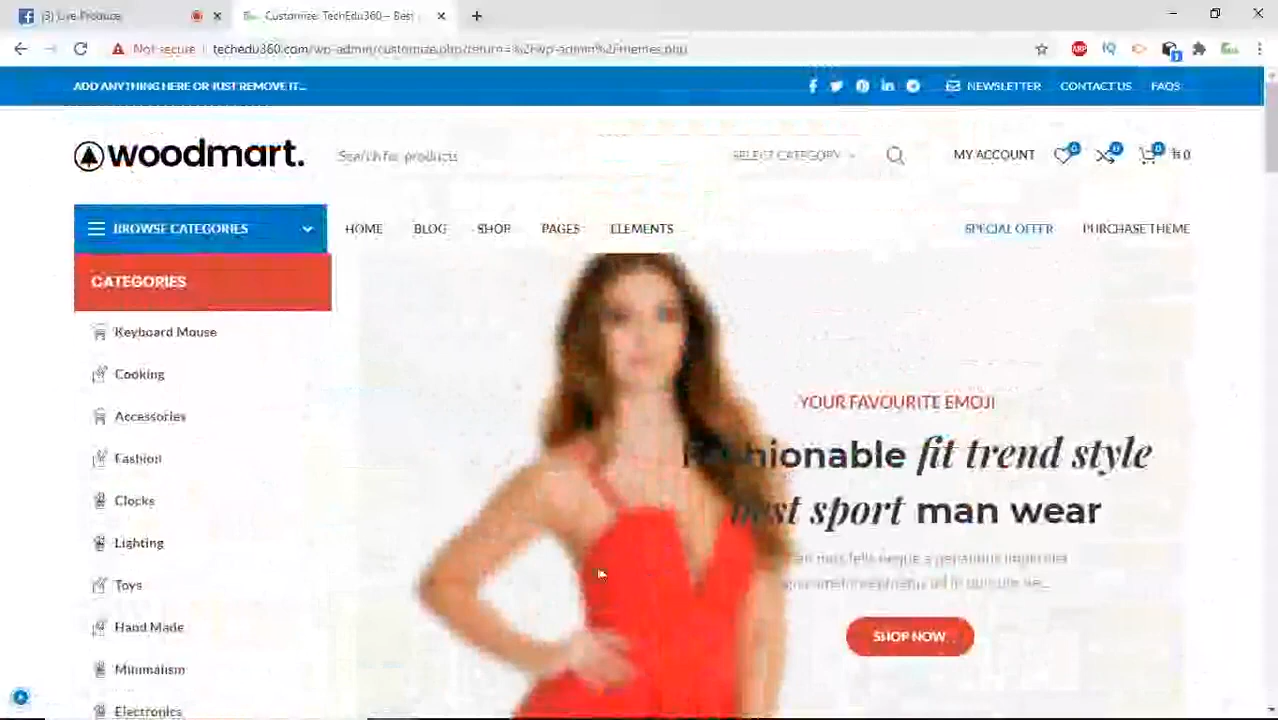 (3) Live Produce
Customize: TechEdu360 – Best
Not secure
techedu360.com/wp-admin/customize.php?return=%2Fwp-admin%2Fthemes.php
ADD ANYTHING HERE OR JUST REMOVE IT...
NEWSLETTER CONTACT US FAQS
woodmart.
Search for products
SELECT CATEGORY
MY ACCOUNT
0 0 0 ৳ 0
BROWSE CATEGORIES
HOME BLOG SHOP PAGES ELEMENTS
SPECIAL OFFER PURCHASE THEME
CATEGORIES
Keyboard Mouse
Cooking
Accessories
Fashion
Clocks
Lighting
Toys
Hand Made
Minimalism
Electronics
YOUR FAVOURITE EMOJI
Fashionable fit trend style
best sport man wear
SHOP NOW